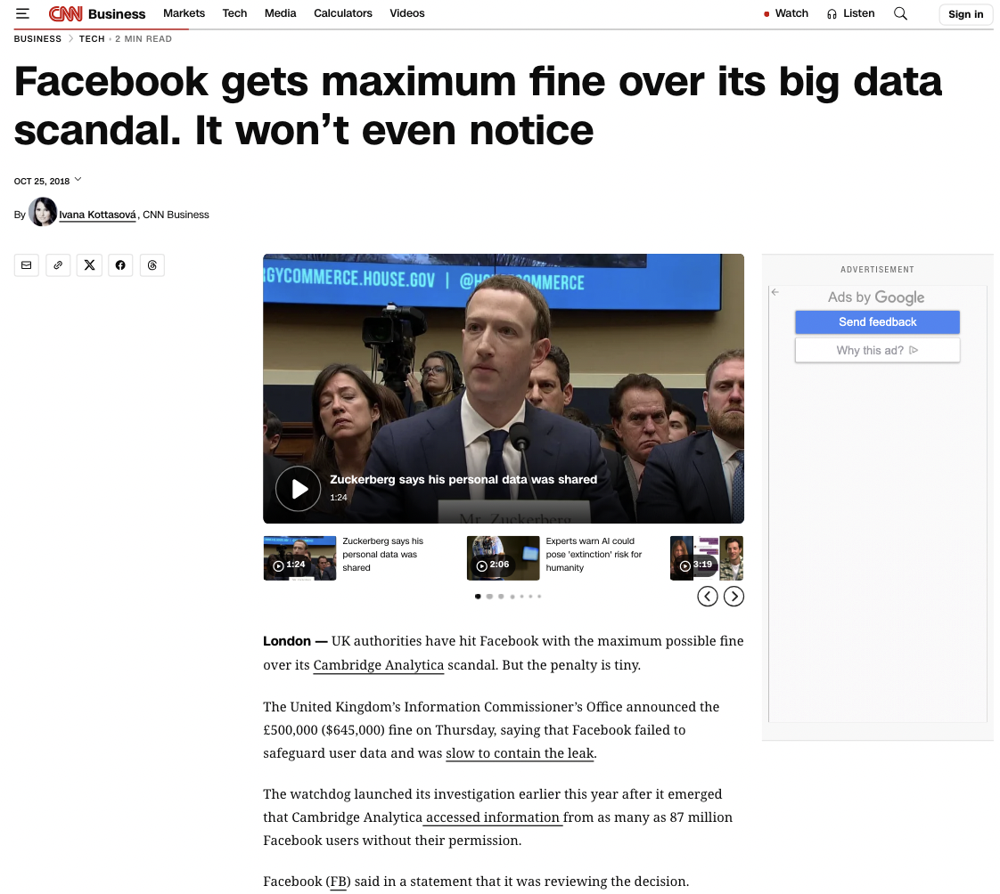 CNN Business Markets Tech Media Calculators Videos Watch Listen Sign in
BUSINESS TECH • 2 MIN READ
Facebook gets maximum fine over its big data
scandal. It won’t even notice
OCT 25, 2018
By Ivana Kottasová, CNN Business
RGYCOMMERCE.HOUSE.GOV | @HOUSECOMMERCE
Zuckerberg says his personal data was shared
1:24
Mr. Zuckerberg
1:24
Zuckerberg says his
personal data was
shared
2:06
Experts warn AI could
pose 'extinction' risk for
humanity
3:19
ADVERTISEMENT
Ads by Google
Send feedback
Why this ad?
London — UK authorities have hit Facebook with the maximum possible fine
over its Cambridge Analytica scandal. But the penalty is tiny.
The United Kingdom’s Information Commissioner’s Office announced the
£500,000 ($645,000) fine on Thursday, saying that Facebook failed to
safeguard user data and was slow to contain the leak.
The watchdog launched its investigation earlier this year after it emerged
that Cambridge Analytica accessed information from as many as 87 million
Facebook users without their permission.
Facebook (FB) said in a statement that it was reviewing the decision.